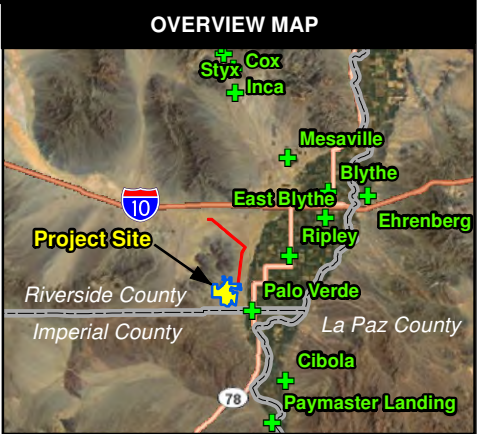 OVERVIEW MAP
Cox
Styx
Inca
Mesaville
Blythe
East Blythe
10
Ehrenberg
Ripley
Project Site
Palo Verde
Riverside County
La Paz County
Imperial County
Cibola
78
Paymaster Landing